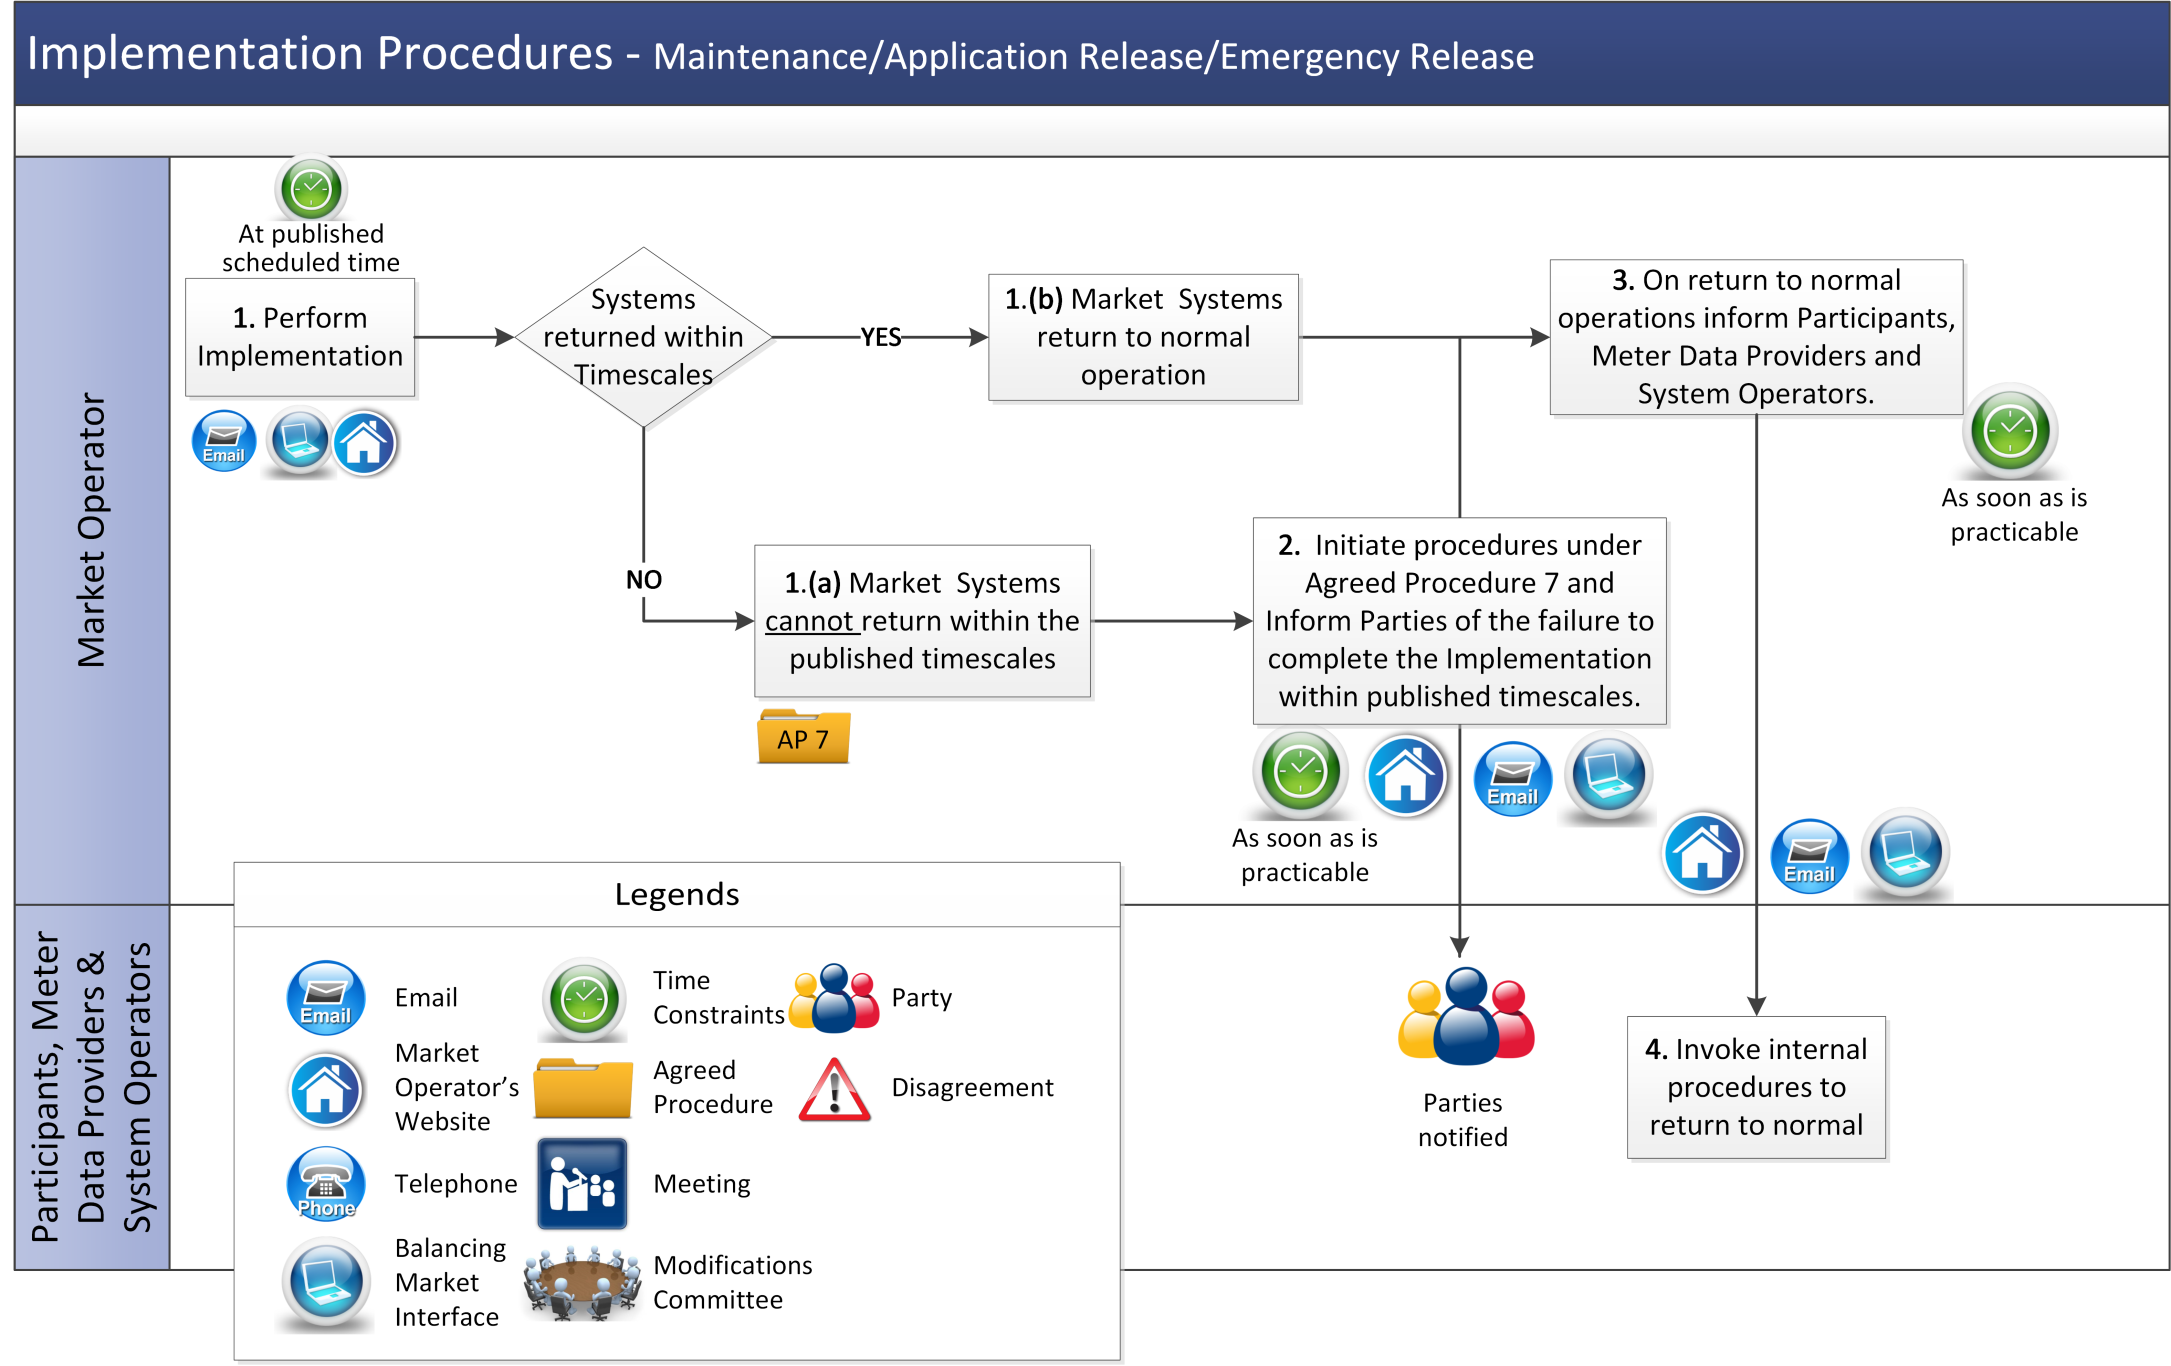 Implementation Procedures - Maintenance/Application Release/Emergency Release
Market Operator
At published
scheduled time
1. Perform
Implementation
Email
Systems
returned within
Timescales
YES
NO
1.(b) Market Systems
return to normal
operation
3. On return to normal
operations inform Participants,
Meter Data Providers and
System Operators.
As soon as is
practicable
1.(a) Market Systems
cannot return within the
published timescales
AP 7
2. Initiate procedures under
Agreed Procedure 7 and
Inform Parties of the failure to
complete the Implementation
within published timescales.
As soon as is
practicable
Email
Email
Participants, Meter
Data Providers &
System Operators
Parties
notified
4. Invoke internal
procedures to
return to normal
Legends
Email
Email
Time
Constraints
Party
Market
Operator's
Website
Agreed
Procedure
Disagreement
Phone
Telephone
Meeting
Balancing
Market
Interface
Modifications
Committee